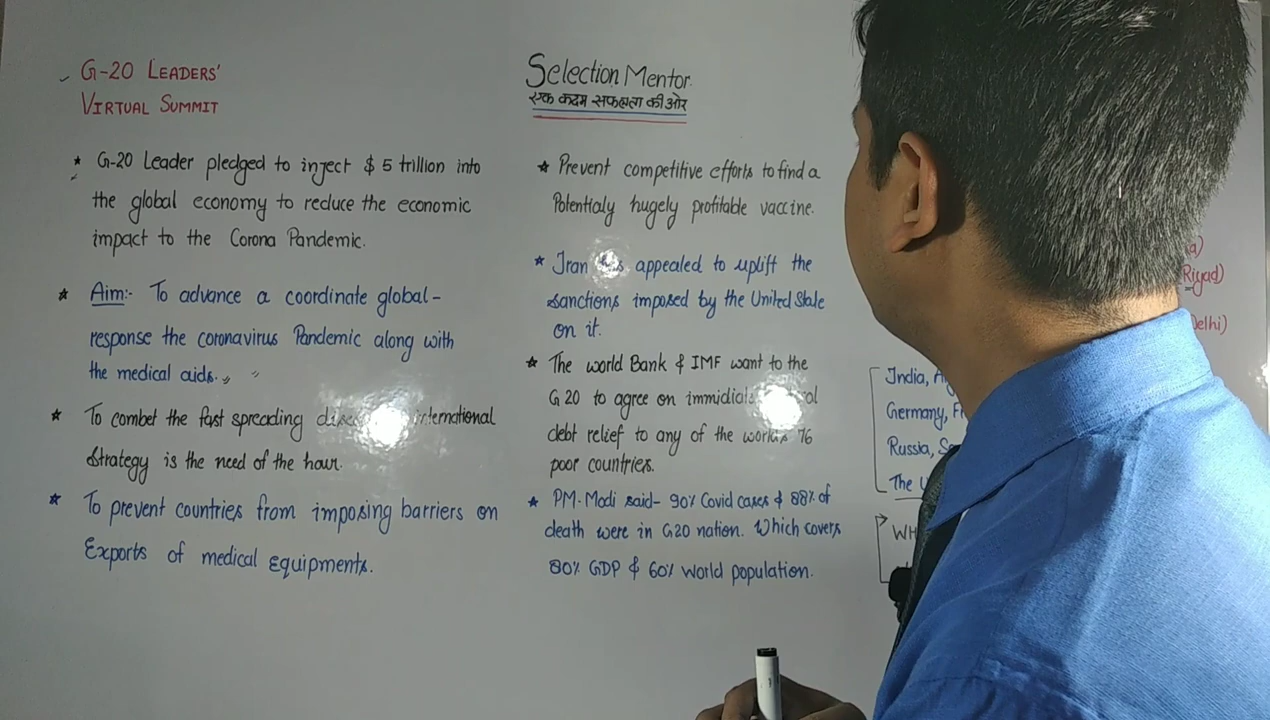 G-20 LEADERS'
VIRTUAL SUMMIT
* G-20 Leader pledged to inject $ 5 trillion into
the global economy to reduce the economic
impact to the Corona Pandemic.
* Aim:- To advance a coordinate global-
response the coronavirus Pandemic along with
the medical aids.
* To combet the fast spreading international
strategy is the need of the hour.
* To prevent countries from imposing barriers on
Exports of medical equipments.
Selection Mentor.
एक कदम सफलता की ओर
* Prevent competitive efforts to find a
Potentialy hugely profitable vaccine.
* Iran appealed to uplift the
sanctions imposed by the United State
on it.
* The world Bank & IMF want to the
G20 to agree on
debt relief to any of the world's 76
poor countries.
* PM-Modi said- 90% Covid cases & 88% of
death were in G20 nation. Which covers
80% GDP & 60% world population.
Riyad)
Delhi)
India,
Germany,
Russia,
The